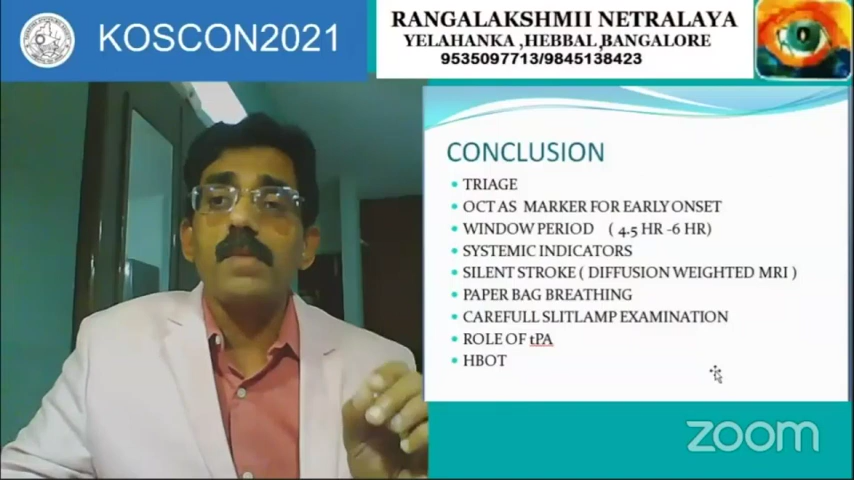 KOSCON2021
RANGALAKSHMII NETRALAYA
YELAHANKA ,HEBBAL,BANGALORE
9535097713/9845138423
CONCLUSION
• TRIAGE
• OCT AS MARKER FOR EARLY ONSET
• WINDOW PERIOD ( 4.5 HR -6 HR)
• SYSTEMIC INDICATORS
• SILENT STROKE ( DIFFUSION WEIGHTED MRI )
• PAPER BAG BREATHING
• CAREFULL SLITLAMP EXAMINATION
• ROLE OF tPA
• HBOT
zoom